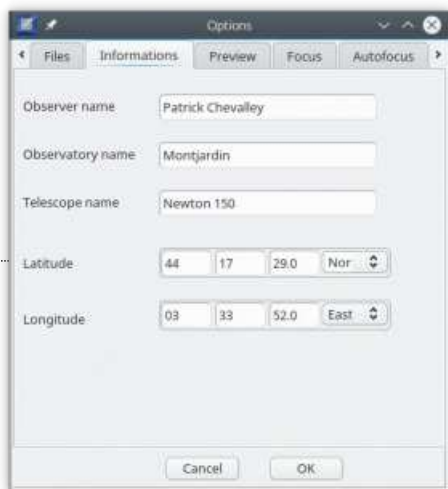 Options
Files Informations Preview Focus Autofocus
Observer name Patrick Chevalley
Observatory name Montjardin
Telescope name Newton 150
Latitude 44 17 29.0 Nor
Longitude 03 33 52.0 East
Cancel OK